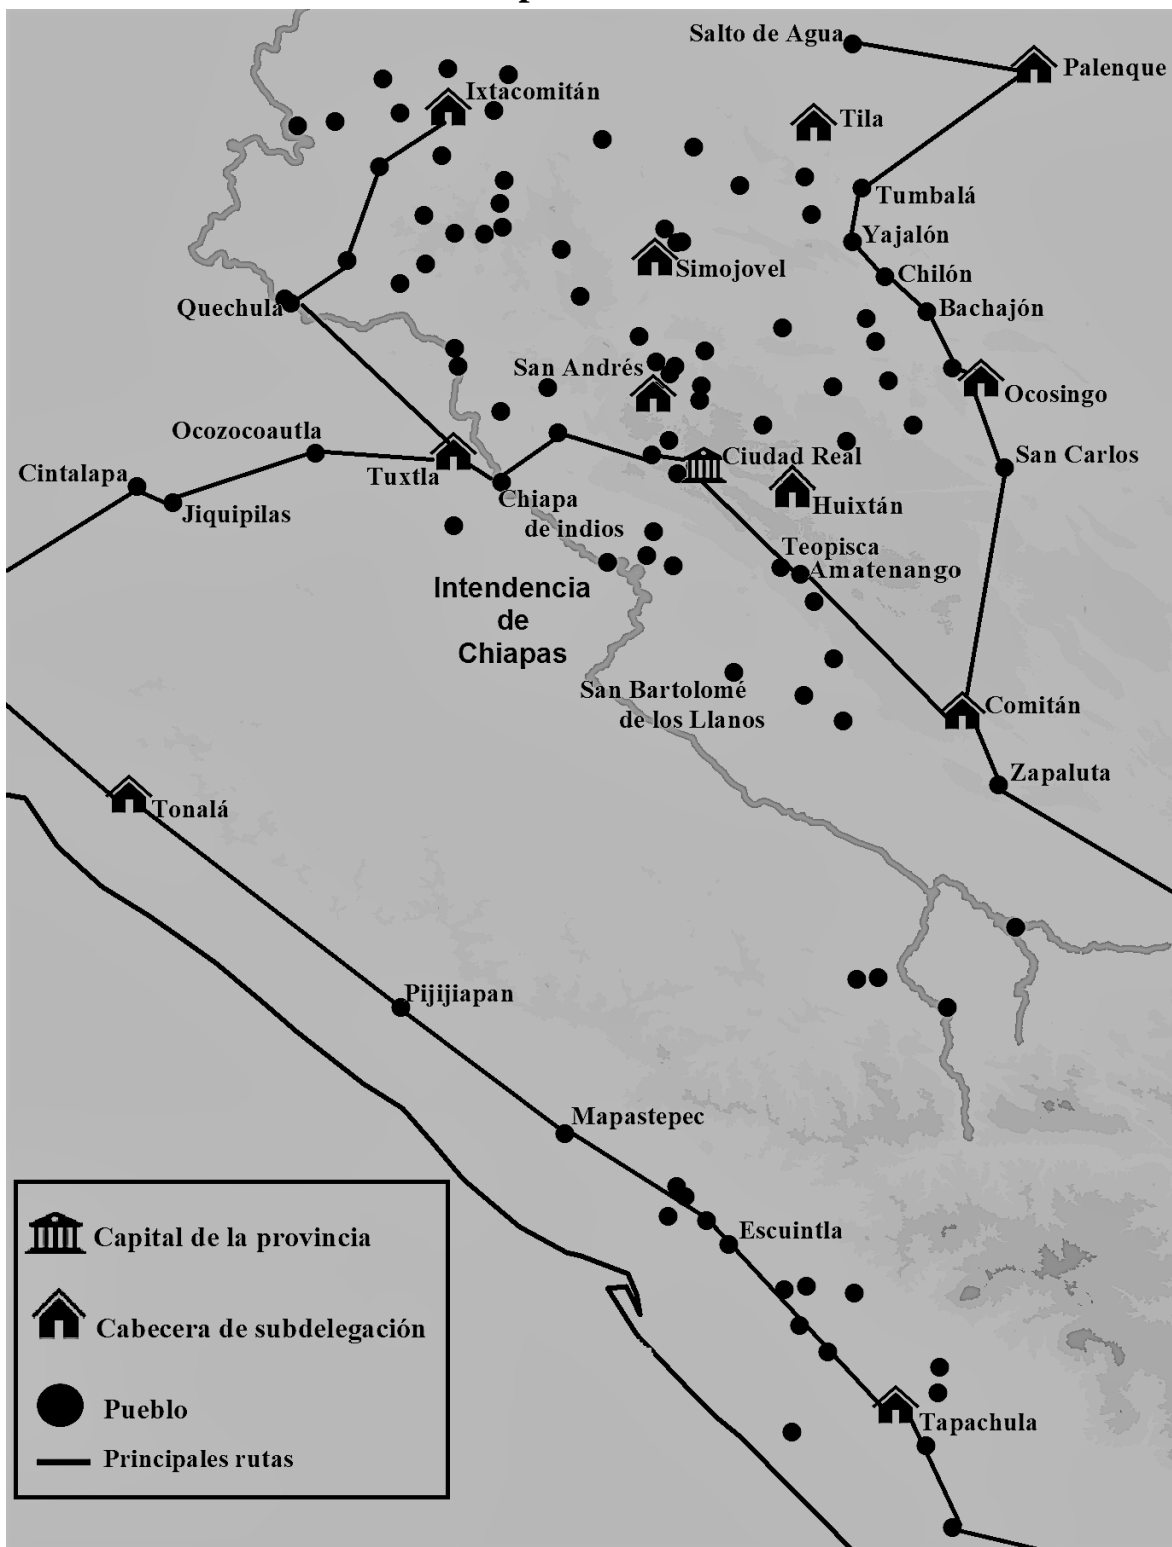 Salto de Agua
Palenque
Ixtacomitán
Tila
Tumbalá
Yajalón
Simojovel
Chilón
Quechula
Bachajón
San Andrés
Ocosingo
Ocozocoautla
Cintalapa
Tuxtla
Ciudad Real
San Carlos
Jiquipilas
Chiapa
de indios
Huixtán
Teopisca
Amatenango
Intendencia
de
Chiapas
San Bartolomé
de los Llanos
Comitán
Zapaluta
Tonalá
Pijijiapan
Mapastepec
Escuintla
Tapachula
Capital de la provincia
Cabecera de subdelegación
Pueblo
Principales rutas